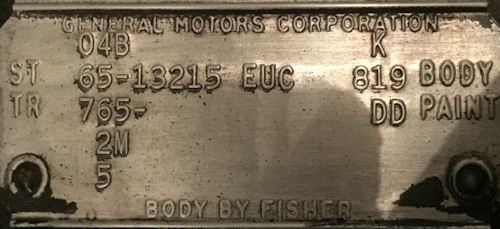 GENERAL MOTORS CORPORATION
04B K
ST 65-13215 EUC 819 BODY
TR 765- DD PAINT
2M
5
BODY BY FISHER